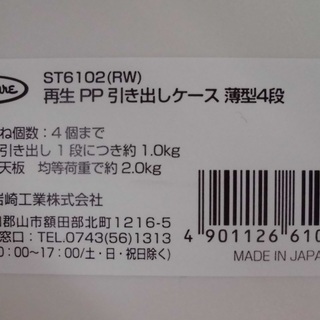 are
ST6102(RW)
再生 PP 引き出しケース 薄型4段
ね個数：4個まで
引き出し 1段につき約 1.0kg
天板 均等荷重で約2.0kg
岩崎工業株式会社
郡山市額田部北町1216-5
窓口：TEL.0743(56)1313
0：00〜17：00/土・日・祝日除く)
4 901126 610
MADE IN JAPA